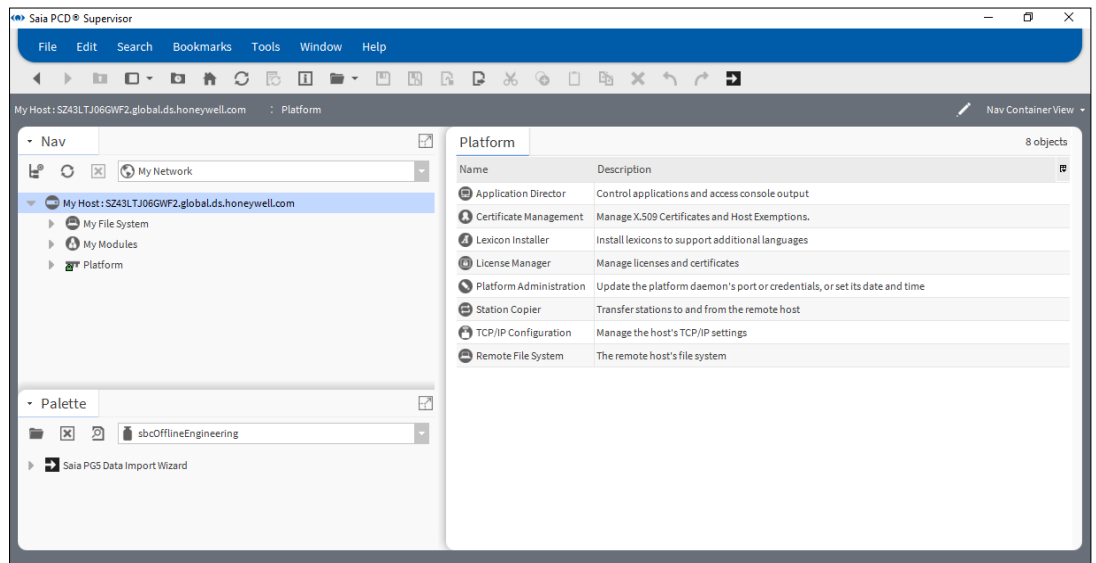 Saia PCD® Supervisor
File Edit Search Bookmarks Tools Window Help
My Host : SZ43LTJ06GWF2.global.ds.honeywell.com : Platform
Nav Container View
Nav
My Network
My Host : SZ43LTJ06GWF2.global.ds.honeywell.com
My File System
My Modules
Platform
Palette
sbcOfflineEngineering
Saia PG5 Data Import Wizard
Platform 8 objects
Name Description
Application Director Control applications and access console output
Certificate Management Manage X.509 Certificates and Host Exemptions.
Lexicon Installer Install lexicons to support additional languages
License Manager Manage licenses and certificates
Platform Administration Update the platform daemon's port or credentials, or set its date and time
Station Copier Transfer stations to and from the remote host
TCP/IP Configuration Manage the host's TCP/IP settings
Remote File System The remote host's file system